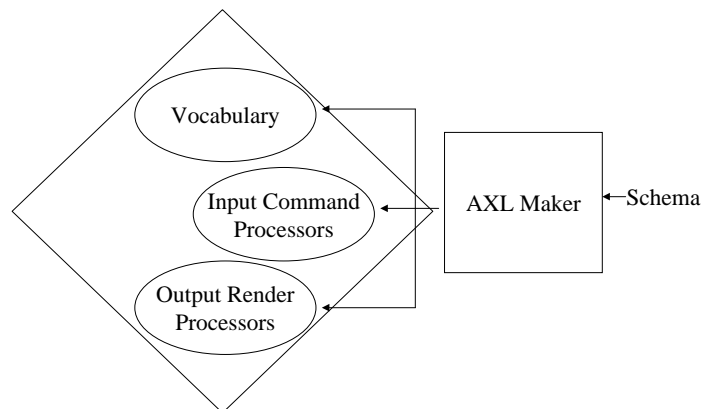 Vocabulary
Input Command
Processors
Output Render
Processors
AXL Maker
Schema